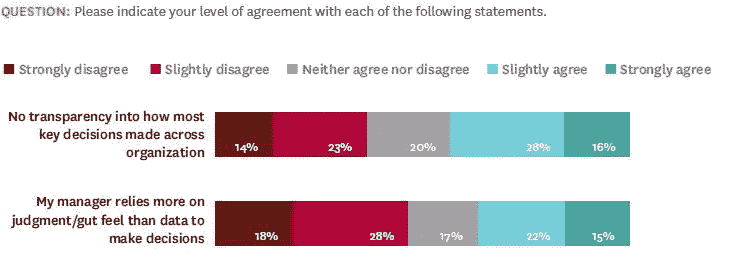 QUESTION: Please indicate your level of agreement with each of the following statements.
Strongly disagree Slightly disagree Neither agree nor disagree Slightly agree Strongly agree
No transparency into how most
key decisions made across
organization
14% 23% 20% 28% 16%
My manager relies more on
judgment/gut feel than data to
make decisions
18% 28% 17% 22% 15%